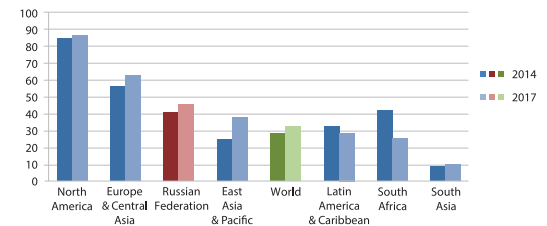 100
90
80
70
60
50
40
30
20
10
0
2014
2017
North
America
Europe
& Central
Asia
Russian
Federation
East
Asia
& Pacific
World
Latin
America
& Caribbean
South
Africa
South
Asia